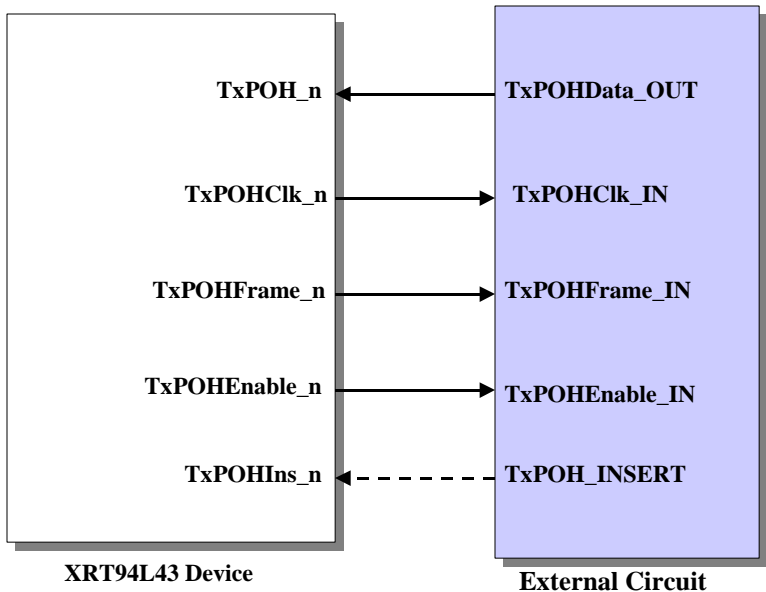 TxPOH_n TxPOHData_OUT
TxPOHClk_n TxPOHClk_IN
TxPOHFrame_n TxPOHFrame_IN
TxPOHEnable_n TxPOHEnable_IN
TxPOHIns_n TxPOH_INSERT
XRT94L43 Device External Circuit